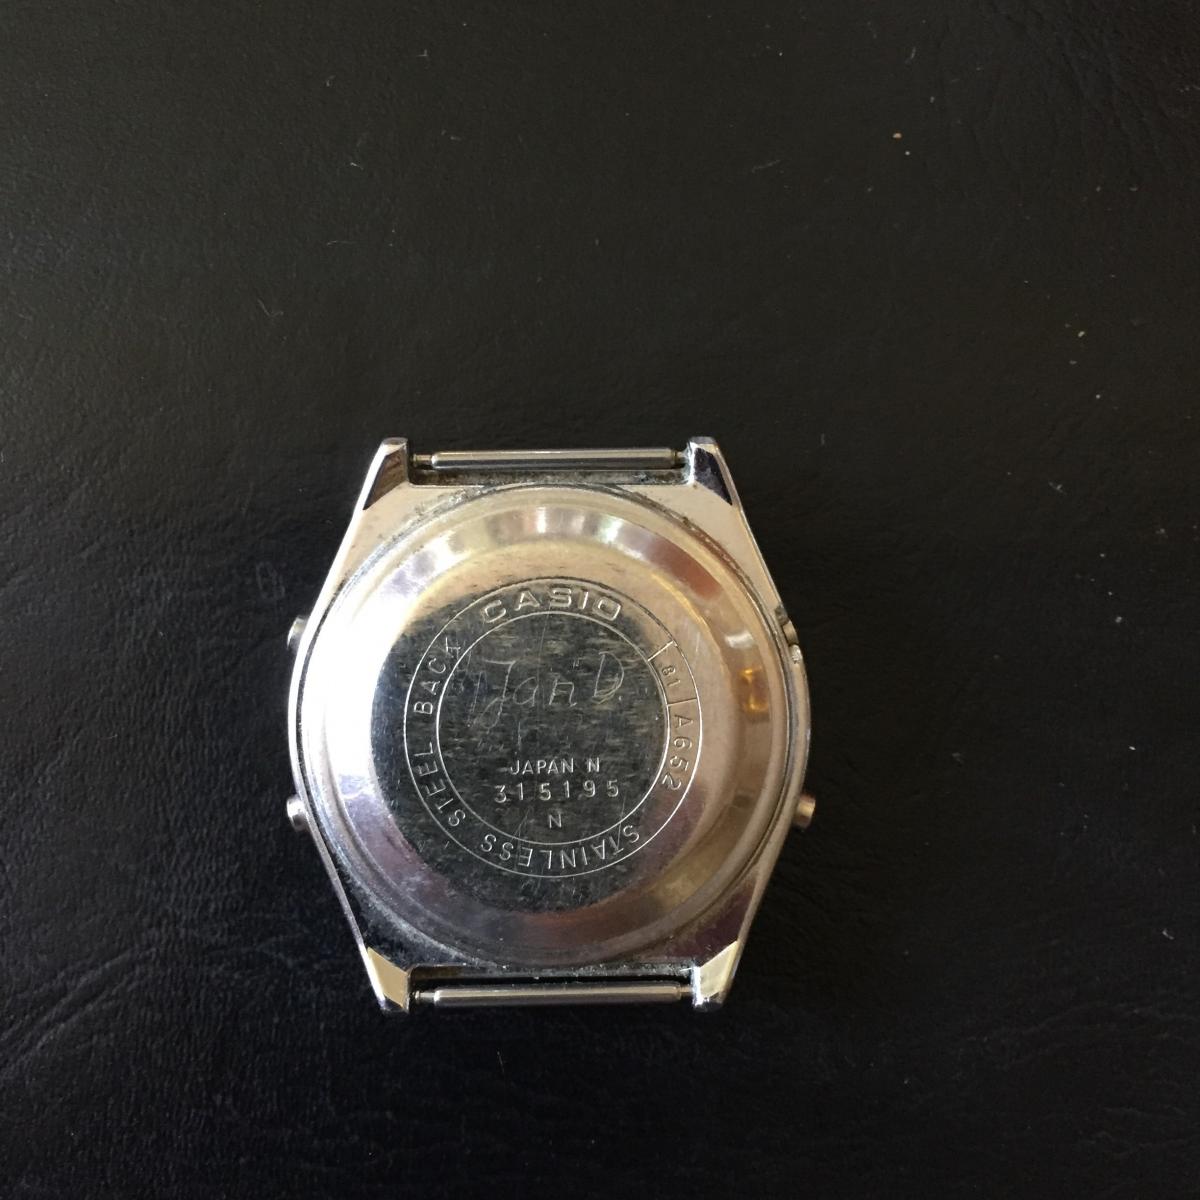 CASIO
81 A652
STAINLESS STEEL BACK
"Jan" D
JAPAN N
315195
N